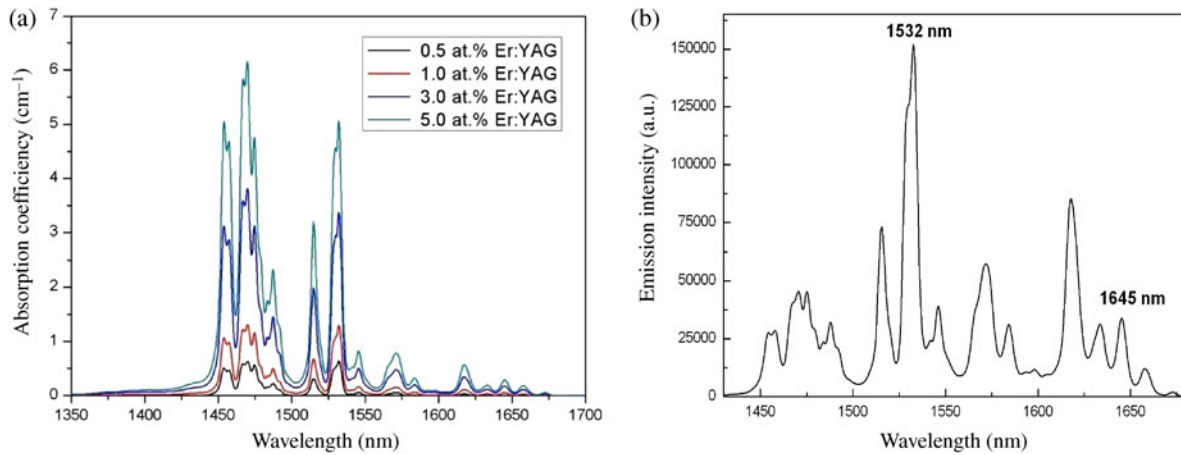 (a)
7
6
5
4
3
2
1
0
Absorption coefficiency (cm⁻¹)
0.5 at.% Er:YAG
1.0 at.% Er:YAG
3.0 at.% Er:YAG
5.0 at.% Er:YAG
1350 1400 1450 1500 1550 1600 1650 1700
Wavelength (nm)
(b)
150000
125000
100000
75000
50000
25000
0
Emission intensity (a.u.)
1532 nm
1645 nm
1450 1500 1550 1600 1650
Wavelength (nm)